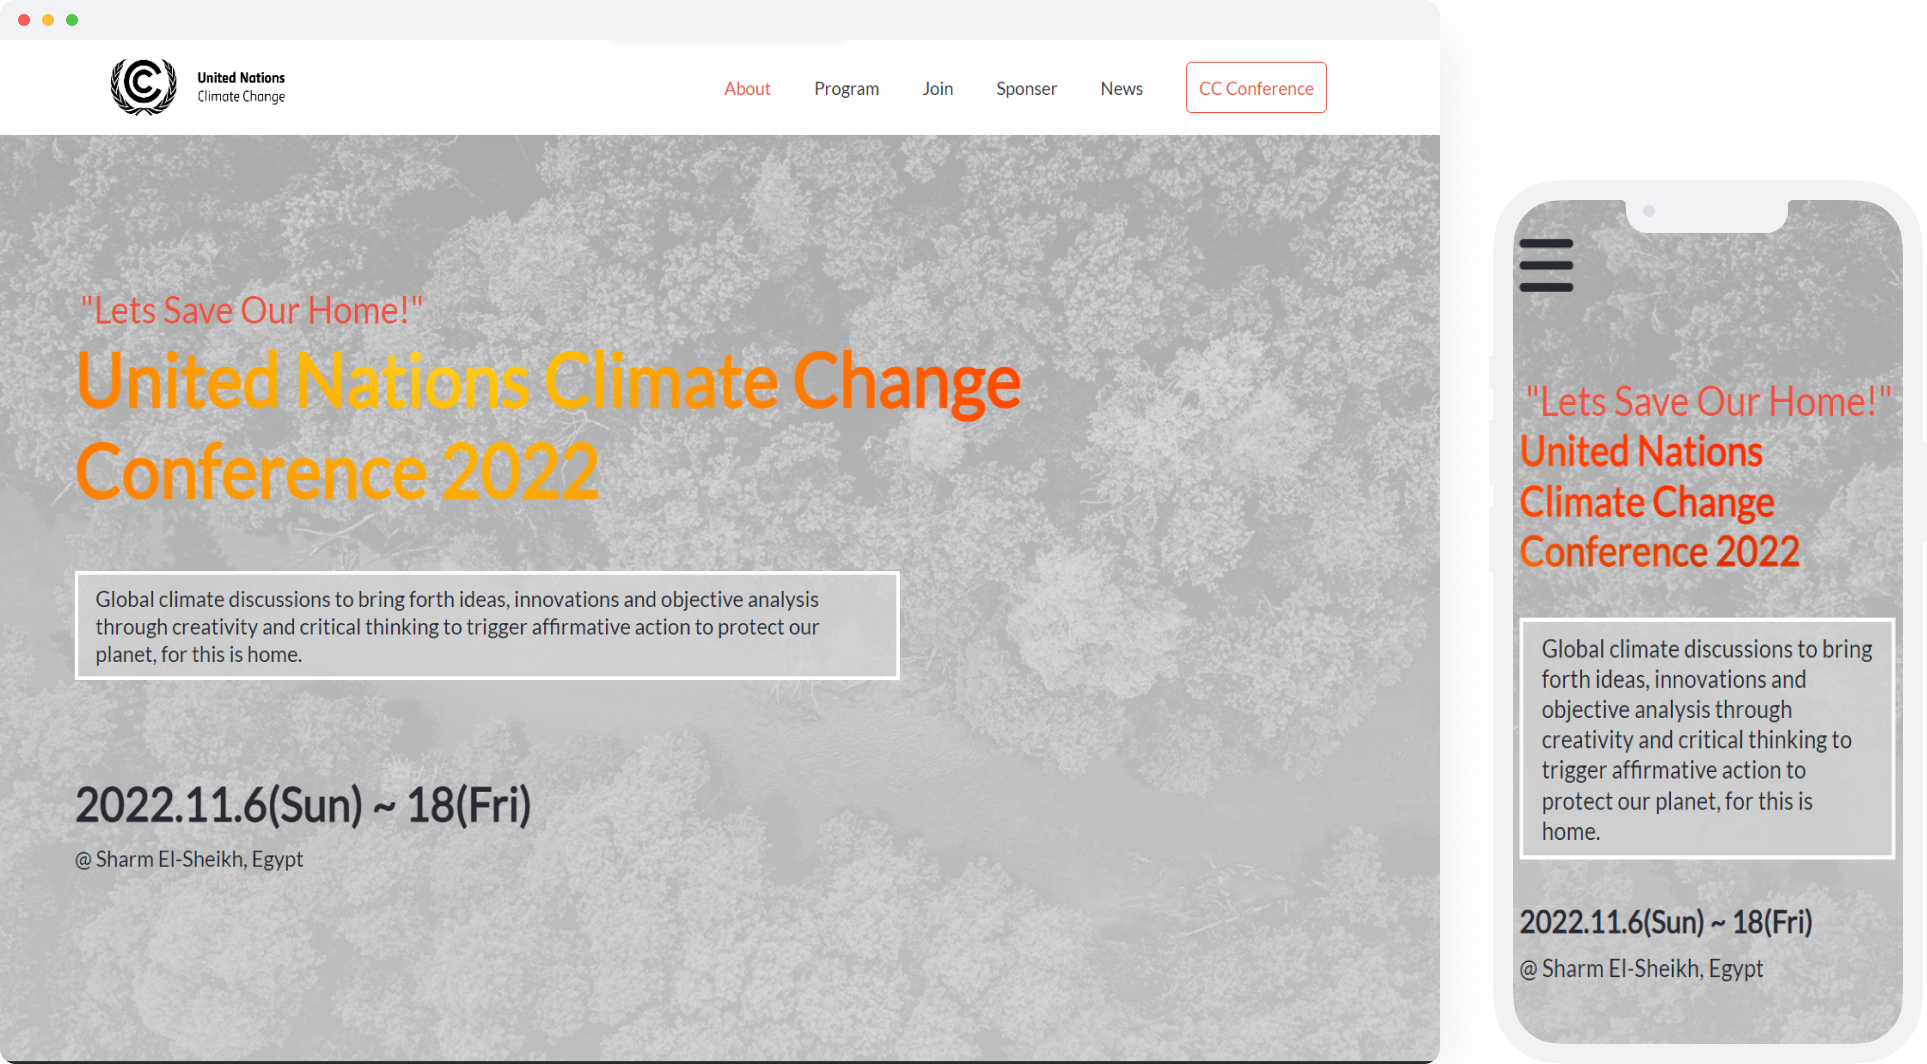 United Nations
Climate Change
About Program Join Sponser News CC Conference
"Lets Save Our Home!"
United Nations Climate Change
Conference 2022
Global climate discussions to bring forth ideas, innovations and objective analysis
through creativity and critical thinking to trigger affirmative action to protect our
planet, for this is home.
2022.11.6(Sun) ~ 18(Fri)
@ Sharm El-Sheikh, Egypt
"Lets Save Our Home!"
United Nations
Climate Change
Conference 2022
Global climate discussions to bring
forth ideas, innovations and
objective analysis through
creativity and critical thinking to
trigger affirmative action to
protect our planet, for this is
home.
2022.11.6(Sun) ~ 18(Fri)
@ Sharm El-Sheikh, Egypt